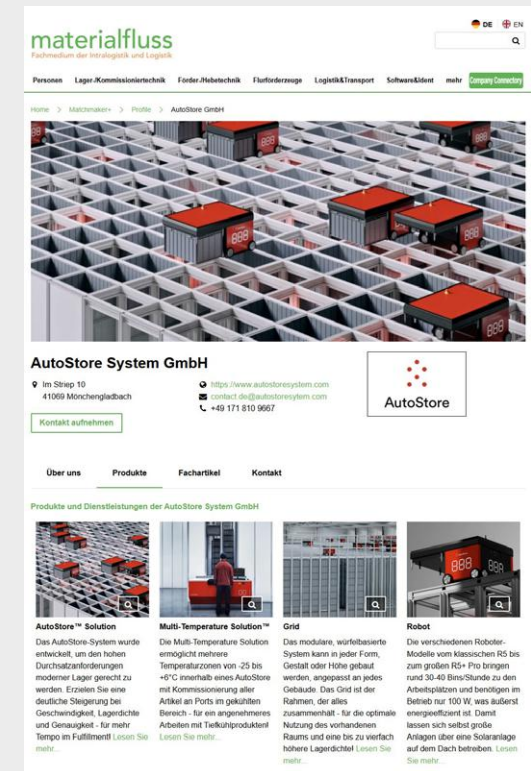 DE EN
materialfluss
Fachmedium der Intralogistik und Logistik
Personen Lager-/Kommissioniertechnik Förder-/Hebetechnik Flurförderzeuge Logistik&Transport Software&Ident mehr Company Connectory
Home > Matchmaker+ > Profile > AutoStore GmbH
AutoStore System GmbH
Im Striep 10
41069 Mönchengladbach
https://www.autostoresystem.com
contact.de@autostoresytem.com
+49 171 810 9667
AutoStore
Kontakt aufnehmen
Über uns Produkte Fachartikel Kontakt
Produkte und Dienstleistungen der AutoStore System GmbH
AutoStore™ Solution
Das AutoStore-System wurde
entwickelt, um den hohen
Durchsatzanforderungen
moderner Lager gerecht zu
werden. Erzielen Sie eine
deutliche Steigerung bei
Geschwindigkeit, Lagerdichte
und Genauigkeit - für mehr
Tempo im Fulfillment! Lesen Sie
mehr...
Multi-Temperature Solution™
Die Multi-Temperature Solution
ermöglicht mehrere
Temperaturzonen von -25 bis
+6°C innerhalb eines AutoStore
mit Kommissionierung aller
Artikel an Ports im gekühlten
Bereich - für ein angenehmeres
Arbeiten mit Tiefkühlprodukten!
Lesen Sie mehr...
Grid
Das modulare, würfelbasierte
System kann in jeder Form,
Gestalt oder Höhe gebaut
werden, angepasst an jedes
Gebäude. Das Grid ist der
Rahmen, der alles
zusammenhält - für die optimale
Nutzung des vorhandenen
Raums und eine bis zu vierfach
höhere Lagerdichte! Lesen Sie
mehr...
Robot
Die verschiedenen Roboter-
Modelle vom klassischen R5 bis
zum großen R5+ Pro bringen
rund 30-40 Bins/Stunde zu den
Arbeitsplätzen und benötigen im
Betrieb nur 100 W, was äußerst
energieeffizient ist. Damit
lassen sich selbst große
Anlagen über eine Solaranlage
auf dem Dach betreiben. Lesen
Sie mehr...